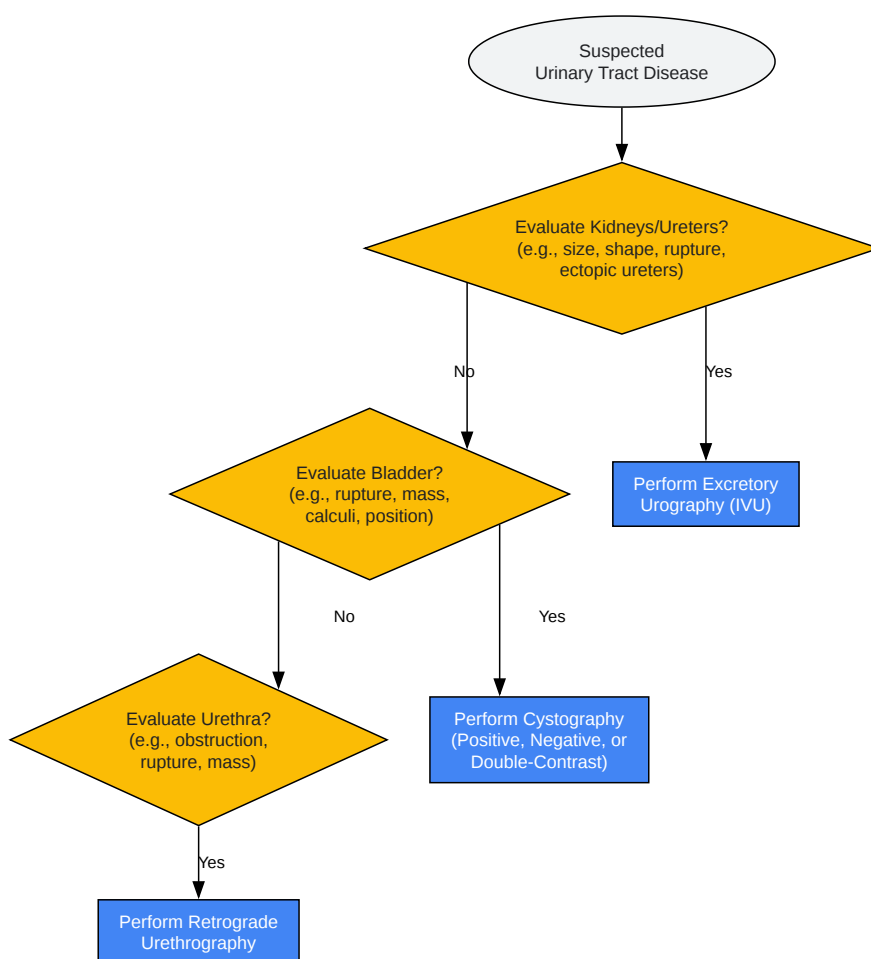 Suspected
Urinary Tract Disease
Evaluate Kidneys/Ureters?
(e.g., size, shape, rupture,
ectopic ureters)
No
Yes
Evaluate Bladder?
(e.g., rupture, mass,
calculi, position)
Perform Excretory
Urography (IVU)
No
Yes
Evaluate Urethra?
(e.g., obstruction,
rupture, mass)
Perform Cystography
(Positive, Negative, or
Double-Contrast)
Yes
Perform Retrograde
Urethrography